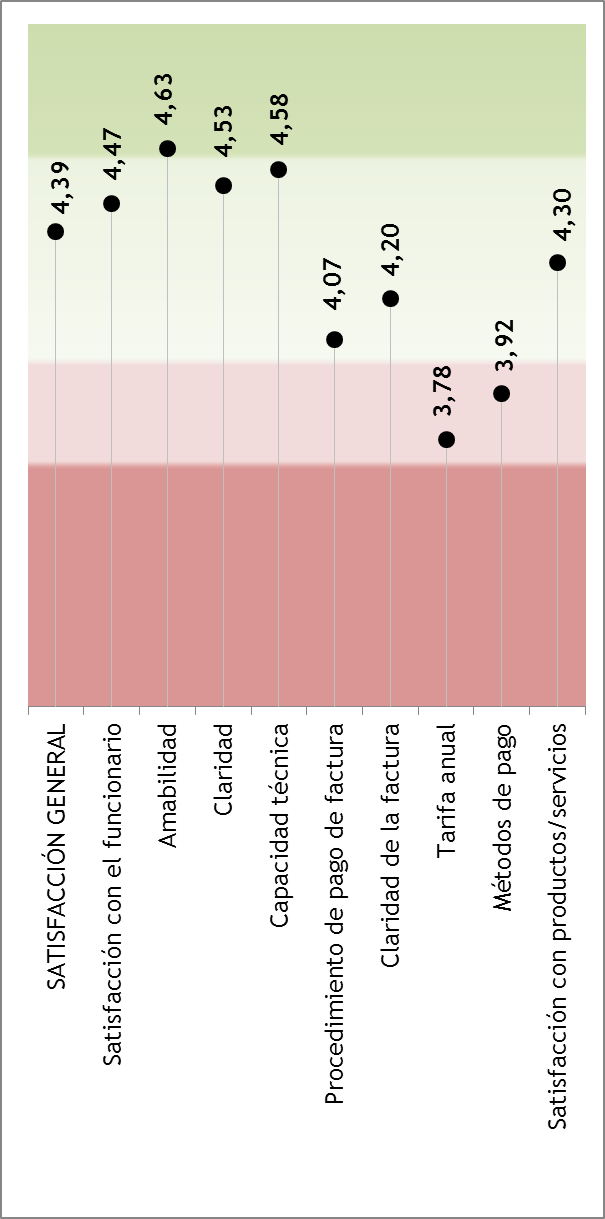 4,39
4,47
4,63
4,53
4,58
4,07
4,20
3,78
3,92
4,30
SATISFACCIÓN GENERAL
Satisfacción con el funcionario
Amabilidad
Claridad
Capacidad técnica
Procedimiento de pago de factura
Claridad de la factura
Tarifa anual
Métodos de pago
Satisfacción con productos/servicios